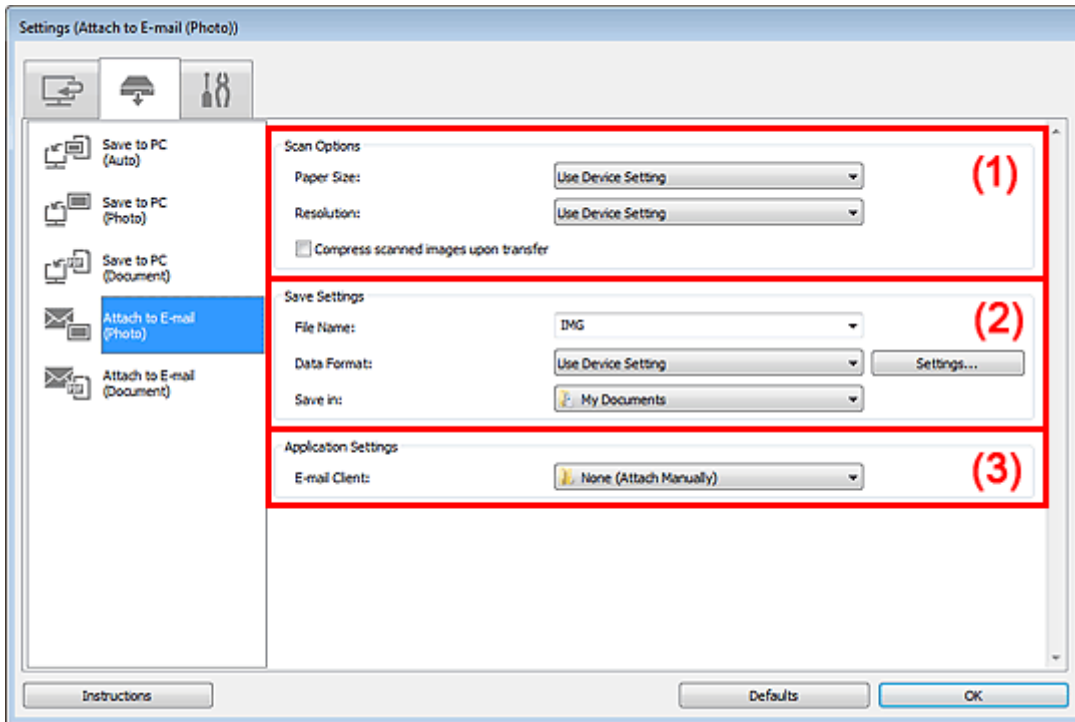 Settings (Attach to E-mail (Photo))
Save to PC
(Auto)
Save to PC
(Photo)
Save to PC
(Document)
Attach to E-mail
(Photo)
Attach to E-mail
(Document)
Scan Options
(1)
Paper Size: Use Device Setting
Resolution: Use Device Setting
Compress scanned images upon transfer
Save Settings
(2)
File Name: IMG
Data Format: Use Device Setting Settings...
Save in: My Documents
Application Settings
(3)
E-mail Client: None (Attach Manually)
Instructions Defaults OK